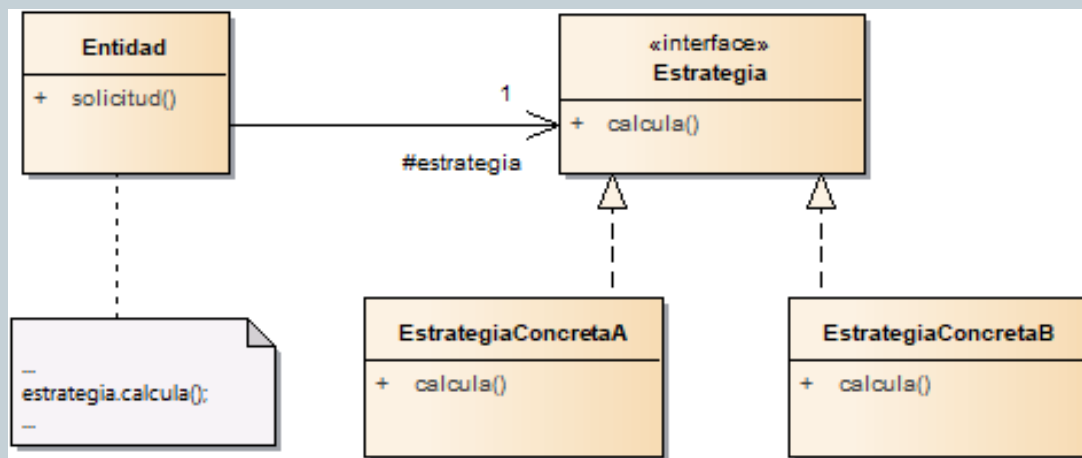 Entidad
+ solicitud()
1
#estrategia
«interface»
Estrategia
+ calcula()
...
estrategia.calcula();
...
EstrategiaConcretaA
+ calcula()
EstrategiaConcretaB
+ calcula()